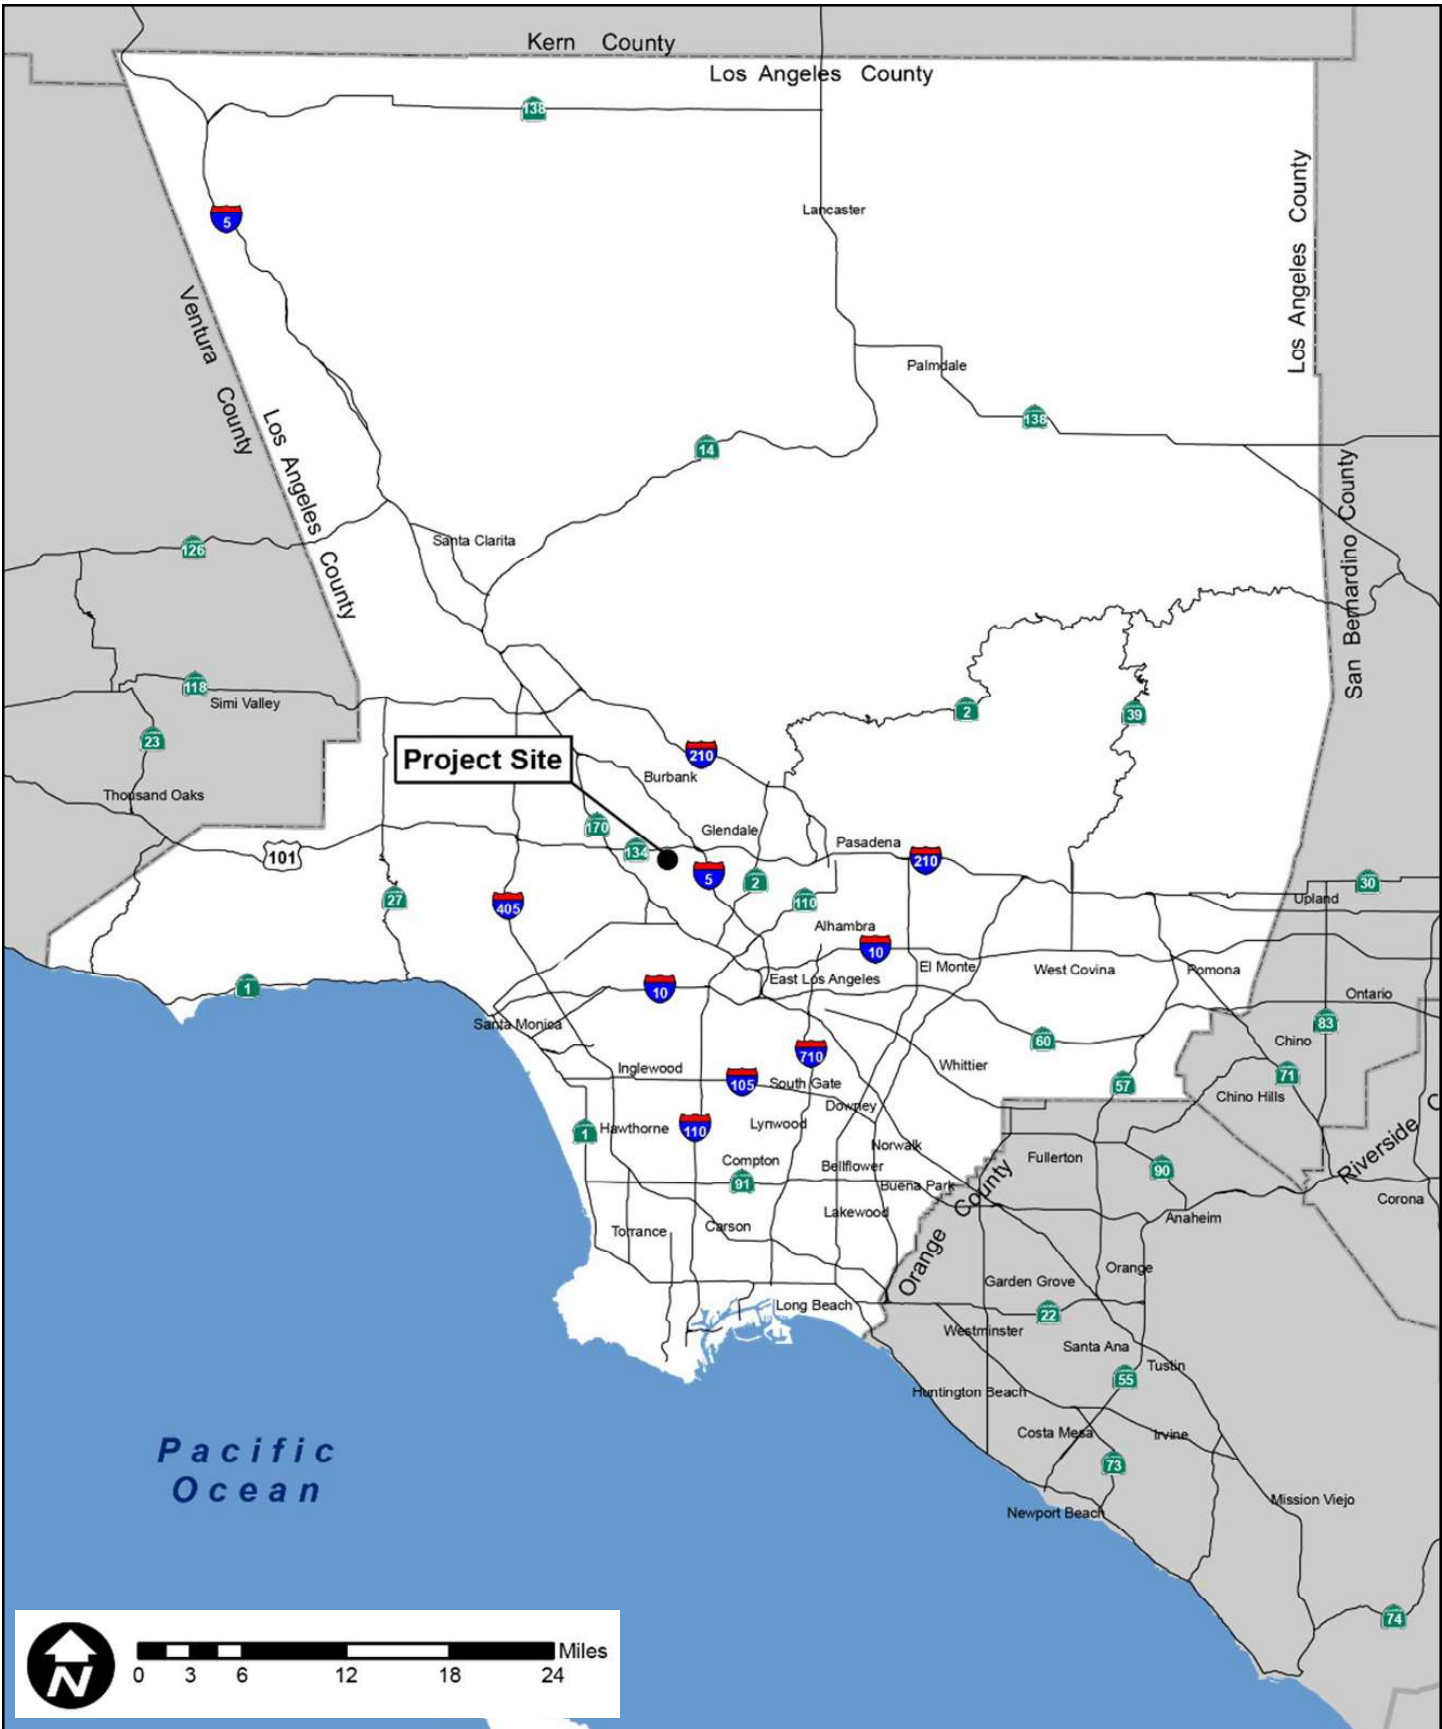 Kern County
Los Angeles County
138
Los Angeles County
Lancaster
5
Ventura County
Palmdale
138
Los Angeles County
14
San Bernardino County
Santa Clarita
126
118
Simi Valley
2
39
23
Project Site
210
Burbank
Thousand Oaks
170
Glendale
134
Pasadena
101
210
5
2
30
27
405
110
Upland
Alhambra
10
El Monte
West Covina
Pomona
East Los Angeles
1
10
Ontario
Santa Monica
83
60
Chino
710
Inglewood
Whittier
105
South Gate
57
71
Chino Hills
Downey
C
1
Hawthorne
110
Lynwood
Norwalk
Riverside
Compton
Bellflower
Fullerton
90
91
Buena Park
Corona
Orange County
Lakewood
Anaheim
Torrance
Carson
Orange
Garden Grove
Long Beach
22
Westminster
Santa Ana
Tustin
55
Huntington Beach
Costa Mesa
Irvine
Pacific
Ocean
73
Mission Viejo
Newport Beach
74
N
Miles
0 3 6 12 18 24